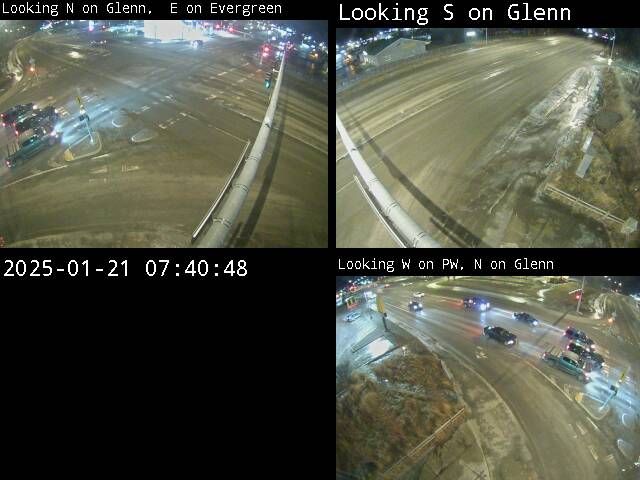 Looking N on Glenn,  E on Evergreen
Looking S on Glenn
2025-01-21 07:40:48
Looking W on PW, N on Glenn